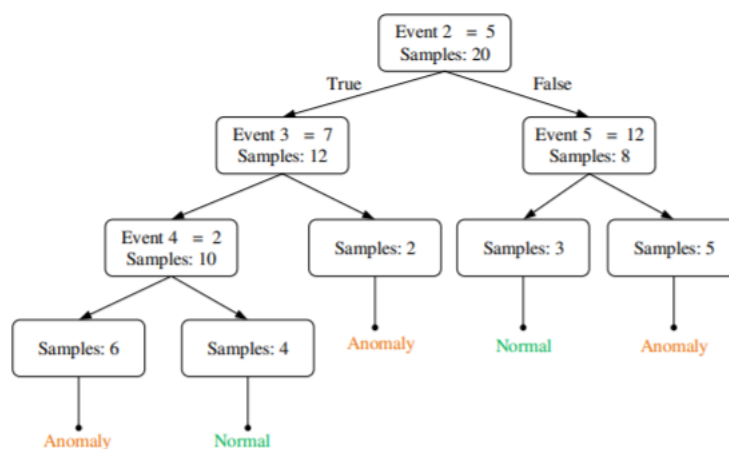 Event 2 = 5
Samples: 20
True
False
Event 3 = 7
Samples: 12
Event 5 = 12
Samples: 8
Event 4 = 2
Samples: 10
Samples: 2
Samples: 3
Samples: 5
Samples: 6
Samples: 4
Anomaly
Normal
Anomaly
Anomaly
Normal